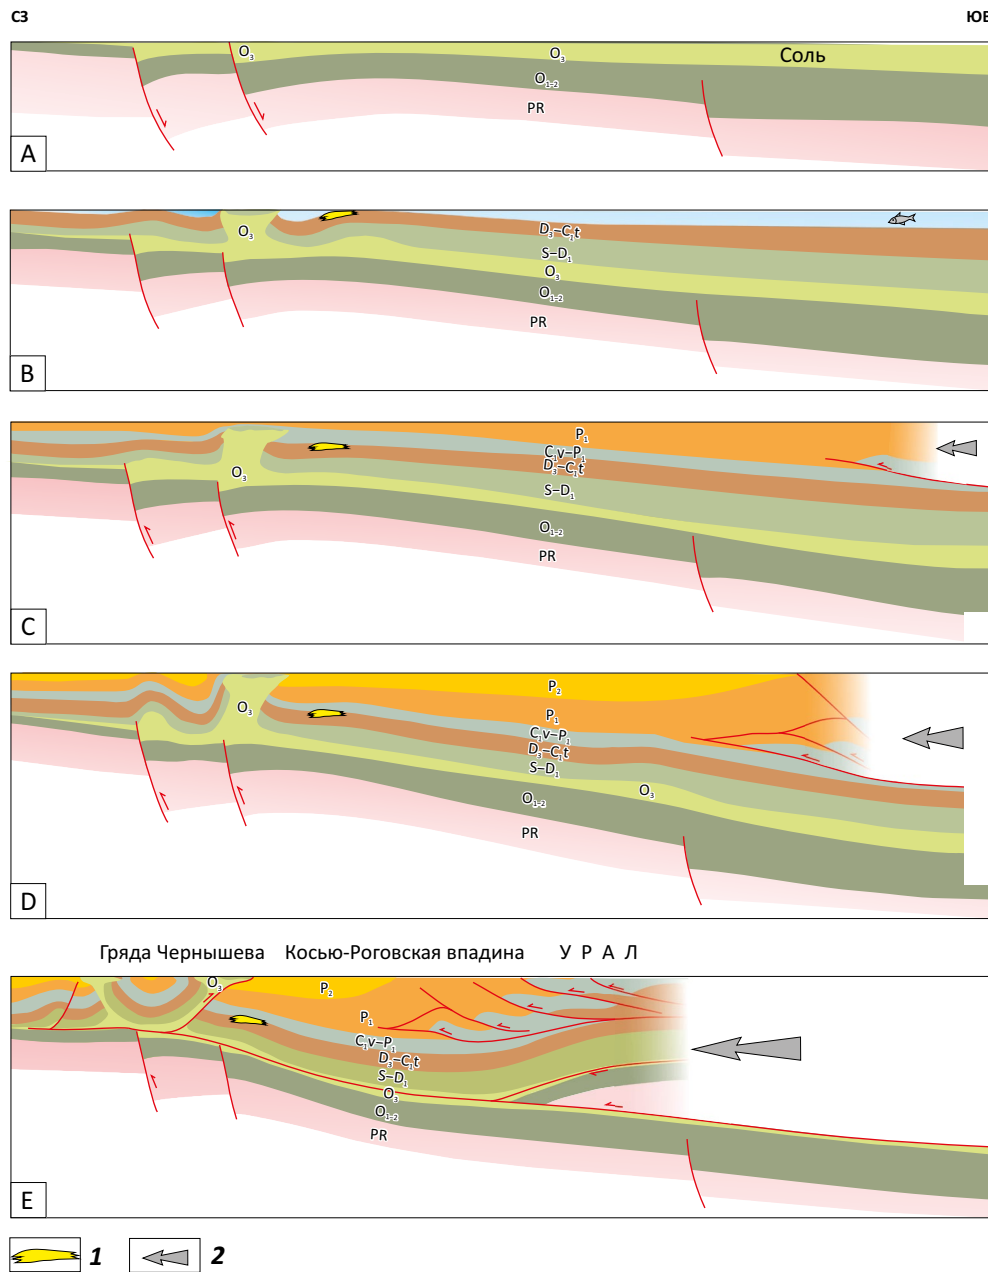 СЗ ЮВ
O₃ O₃ Соль
O₁₋₂
PR
A
D₃–C₁t
O₃
S–D₁
O₃
O₁₋₂
PR
B
P₁
C₁v–P₁
D₃–C₁t
O₃
S–D₁
O₁₋₂
PR
C
P₂
O₃
P₁
C₁v–P₁
D₃–C₁t
S–D₁
O₃
O₁₋₂
PR
D
Гряда Чернышева Косью-Роговская впадина У Р А Л
O₃
P₂
P₁
C₁v–P₁
D₃–C₁t
S–D₁
O₃
O₁₋₂
PR
E
1 2